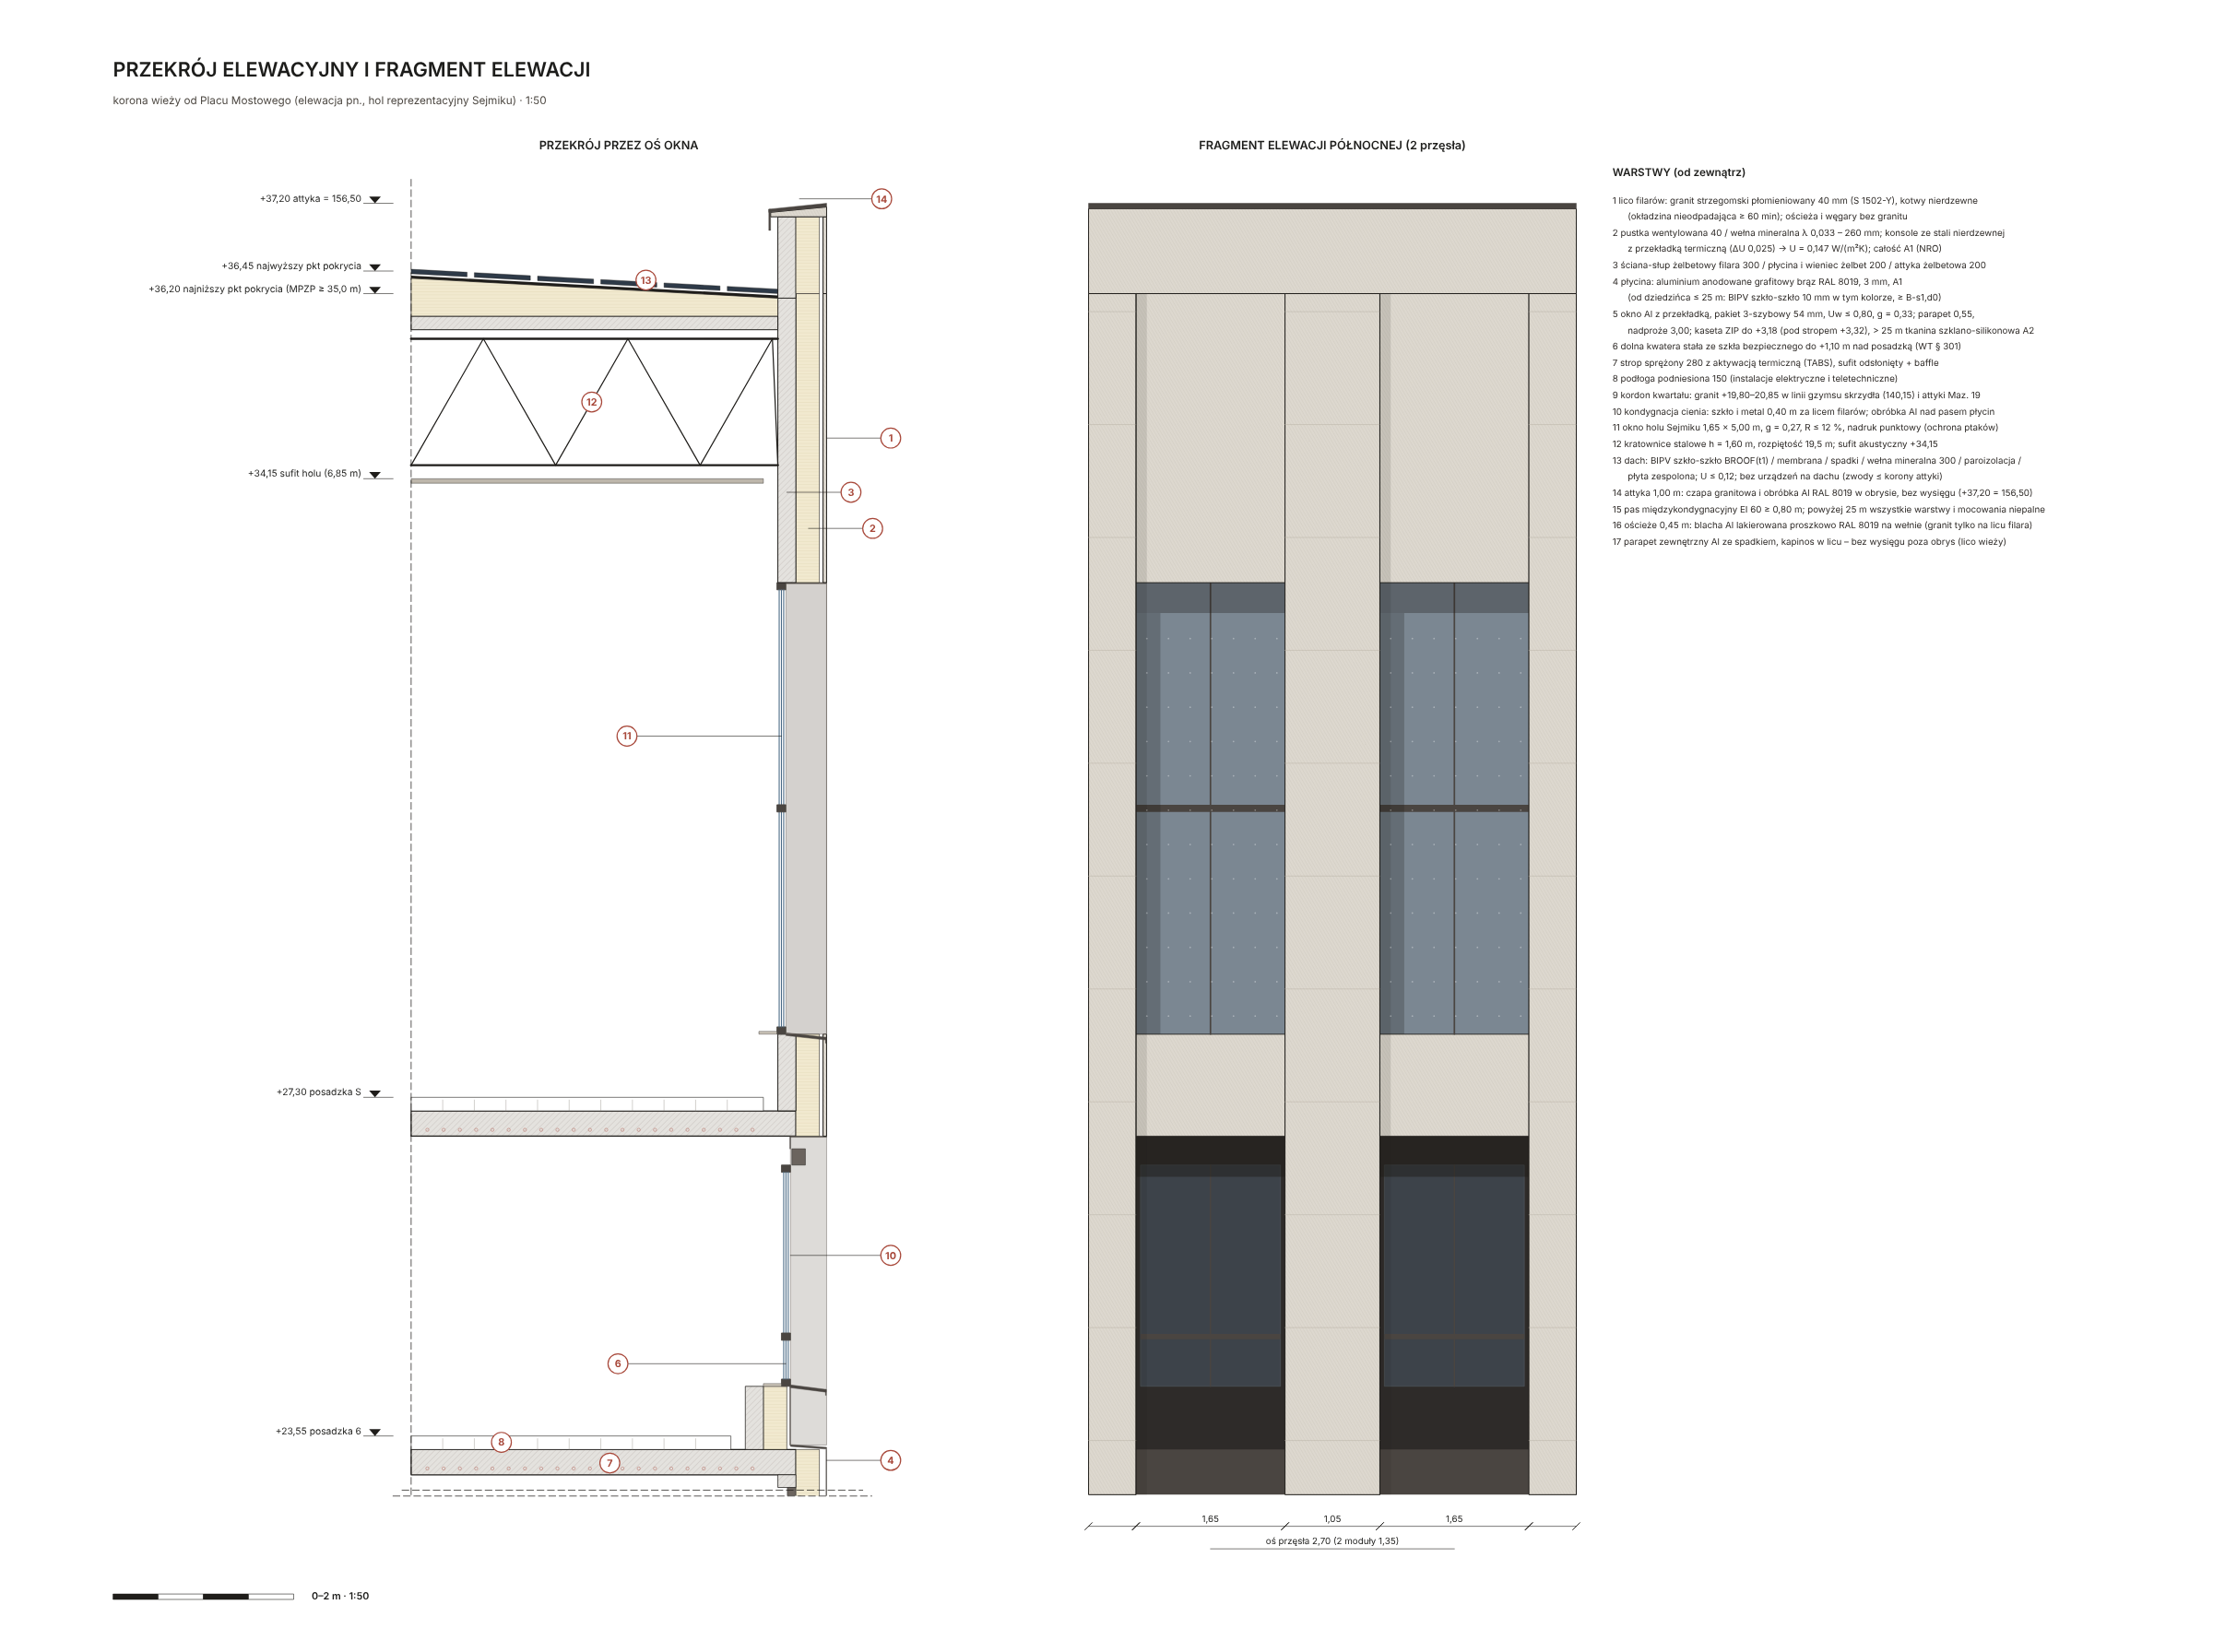 PRZEKRÓJ ELEWACYJNY I FRAGMENT ELEWACJI
korona wieży od Placu Mostowego (elewacja pn., hol reprezentacyjny Sejmiku) · 1:50
PRZEKRÓJ PRZEZ OŚ OKNA
+37,20 attyka = 156,50
+36,45 najwyższy pkt pokrycia
+36,20 najniższy pkt pokrycia (MPZP ≥ 35,0 m)
+34,15 sufit holu (6,85 m)
+27,30 posadzka S
+23,55 posadzka 6
14
13
12
1
3
2
11
10
6
8
7
4
FRAGMENT ELEWACJI PÓŁNOCNEJ (2 przęsła)
1,65
1,05
1,65
oś przęsła 2,70 (2 moduły 1,35)
WARSTWY (od zewnątrz)
1 lico filarów: granit strzegomski płomieniowany 40 mm (S 1502-Y), kotwy nierdzewne
(okładzina nieodpadająca ≥ 60 min); ościeża i węgary bez granitu
2 pustka wentylowana 40 / wełna mineralna λ 0,033 – 260 mm; konsole ze stali nierdzewnej
z przekładką termiczną (ΔU 0,025) → U = 0,147 W/(m²K); całość A1 (NRO)
3 ściana-słup żelbetowy filara 300 / płycina i wieniec żelbet 200 / attyka żelbetowa 200
4 płycina: aluminium anodowane grafitowy brąz RAL 8019, 3 mm, A1
(od dziedzińca ≤ 25 m: BIPV szkło-szkło 10 mm w tym kolorze, ≥ B-s1,d0)
5 okno Al z przekładką, pakiet 3-szybowy 54 mm, Uw ≤ 0,80, g = 0,33; parapet 0,55,
nadproże 3,00; kaseta ZIP do +3,18 (pod stropem +3,32), > 25 m tkanina szklano-silikonowa A2
6 dolna kwatera stała ze szkła bezpiecznego do +1,10 m nad posadzką (WT § 301)
7 strop sprężony 280 z aktywacją termiczną (TABS), sufit odsłonięty + baffle
8 podłoga podniesiona 150 (instalacje elektryczne i teletechniczne)
9 kordon kwartału: granit +19,80–20,85 w linii gzymsu skrzydła (140,15) i attyki Maz. 19
10 kondygnacja cienia: szkło i metal 0,40 m za licem filarów; obróbka Al nad pasem płycin
11 okno holu Sejmiku 1,65 × 5,00 m, g = 0,27, R ≤ 12 %, nadruk punktowy (ochrona ptaków)
12 kratownice stalowe h = 1,60 m, rozpiętość 19,5 m; sufit akustyczny +34,15
13 dach: BIPV szkło-szkło BROOF(t1) / membrana / spadki / wełna mineralna 300 / paroizolacja /
płyta zespolona; U ≤ 0,12; bez urządzeń na dachu (zwody ≤ korony attyki)
14 attyka 1,00 m: czapa granitowa i obróbka Al RAL 8019 w obrysie, bez wysięgu (+37,20 = 156,50)
15 pas międzykondygnacyjny EI 60 ≥ 0,80 m; powyżej 25 m wszystkie warstwy i mocowania niepalne
16 ościeże 0,45 m: blacha Al lakierowana proszkowo RAL 8019 na wełnie (granit tylko na licu filara)
17 parapet zewnętrzny Al ze spadkiem, kapinos w licu – bez wysięgu poza obrys (lico wieży)
0–2 m · 1:50